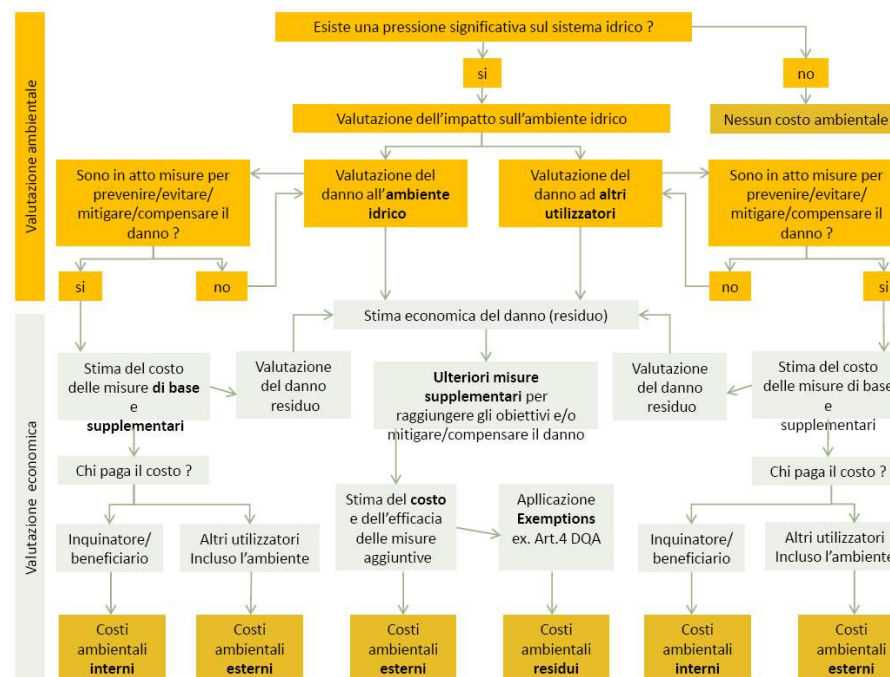 Valutazione ambientale
Esiste una pressione significativa sul sistema idrico ?
si
no
Valutazione dell'impatto sull'ambiente idrico
Nessun costo ambientale
Sono in atto misure per
prevenire/evitare/
mitigare/compensare il
danno ?
Valutazione del
danno all'ambiente
idrico
Valutazione del
danno ad altri
utilizzatori
Sono in atto misure per
prevenire/evitare/
mitigare/compensare il
danno ?
si
no
no
si
Valutazione economica
Stima economica del danno (residuo)
Stima del costo
delle misure di base
e
supplementari
Valutazione
del danno
residuo
Ulteriori misure
supplementari per
raggiungere gli obiettivi e/o
mitigare/compensare il danno
Valutazione
del danno
residuo
Stima del costo
delle misure di base
e
supplementari
Chi paga il costo ?
Chi paga il costo ?
Inquinatore/
beneficiario
Altri utilizzatori
Incluso l'ambiente
Stima del costo
e dell'efficacia
delle misure
aggiuntive
Apllicazione
Exemptions
ex. Art.4 DQA
Inquinatore/
beneficiario
Altri utilizzatori
Incluso l'ambiente
Costi
ambientali
interni
Costi
ambientali
esterni
Costi
ambientali
esterni
Costi
ambientali
residui
Costi
ambientali
interni
Costi
ambientali
esterni